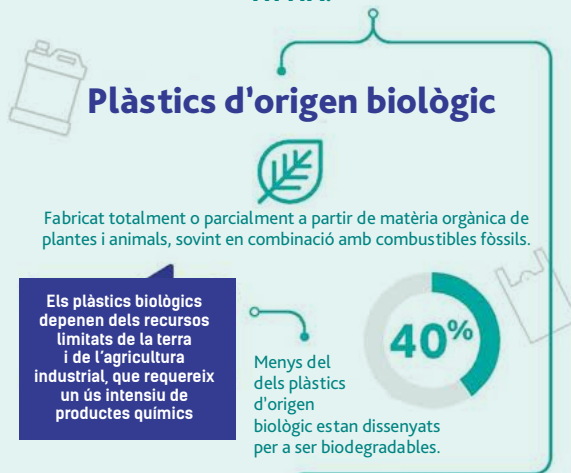 Plàstics d'origen biològic
Fabricat totalment o parcialment a partir de matèria orgànica de
plantes i animals, sovint en combinació amb combustibles fòssils.
Els plàstics biològics
depenen dels recursos
limitats de la terra
i de l'agricultura
industrial, que requereix
un ús intensiu de
productes químics
40%
Menys del
dels plàstics
d'origen
biològic estan dissenyats
per a ser biodegradables.